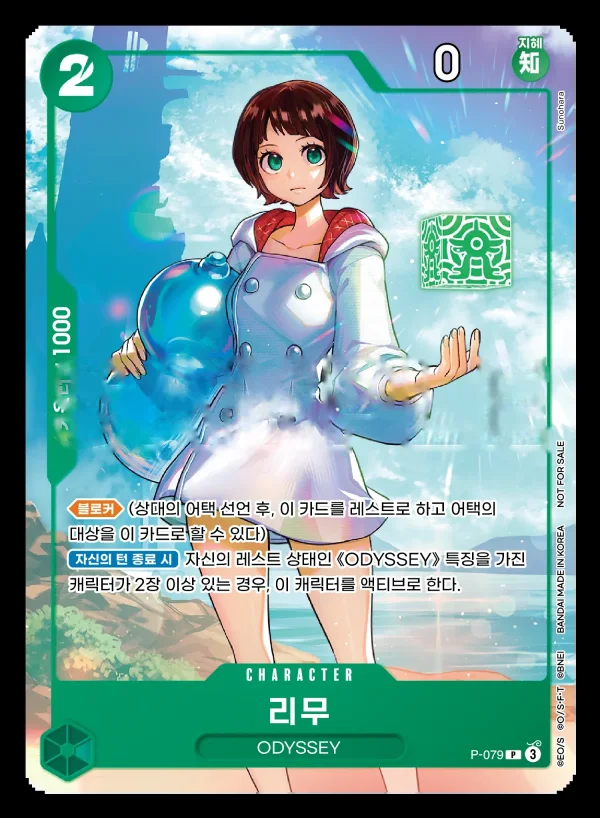 2
0
지혜
知
Sunohara
1000
블로커 (상대의 어택 선언 후, 이 카드를 레스트로 하고 어택의
대상을 이 카드로 할 수 있다)
자신의 턴 종료 시 자신의 레스트 상태인 《ODYSSEY》 특징을 가진
캐릭터가 2장 이상 있는 경우, 이 캐릭터를 액티브로 한다.
CHARACTER
리무
ODYSSEY
P-079 P 3
©EO/S ©O/S·F·T ©BNEI BANDAI MADE IN KOREA NOT FOR SALE